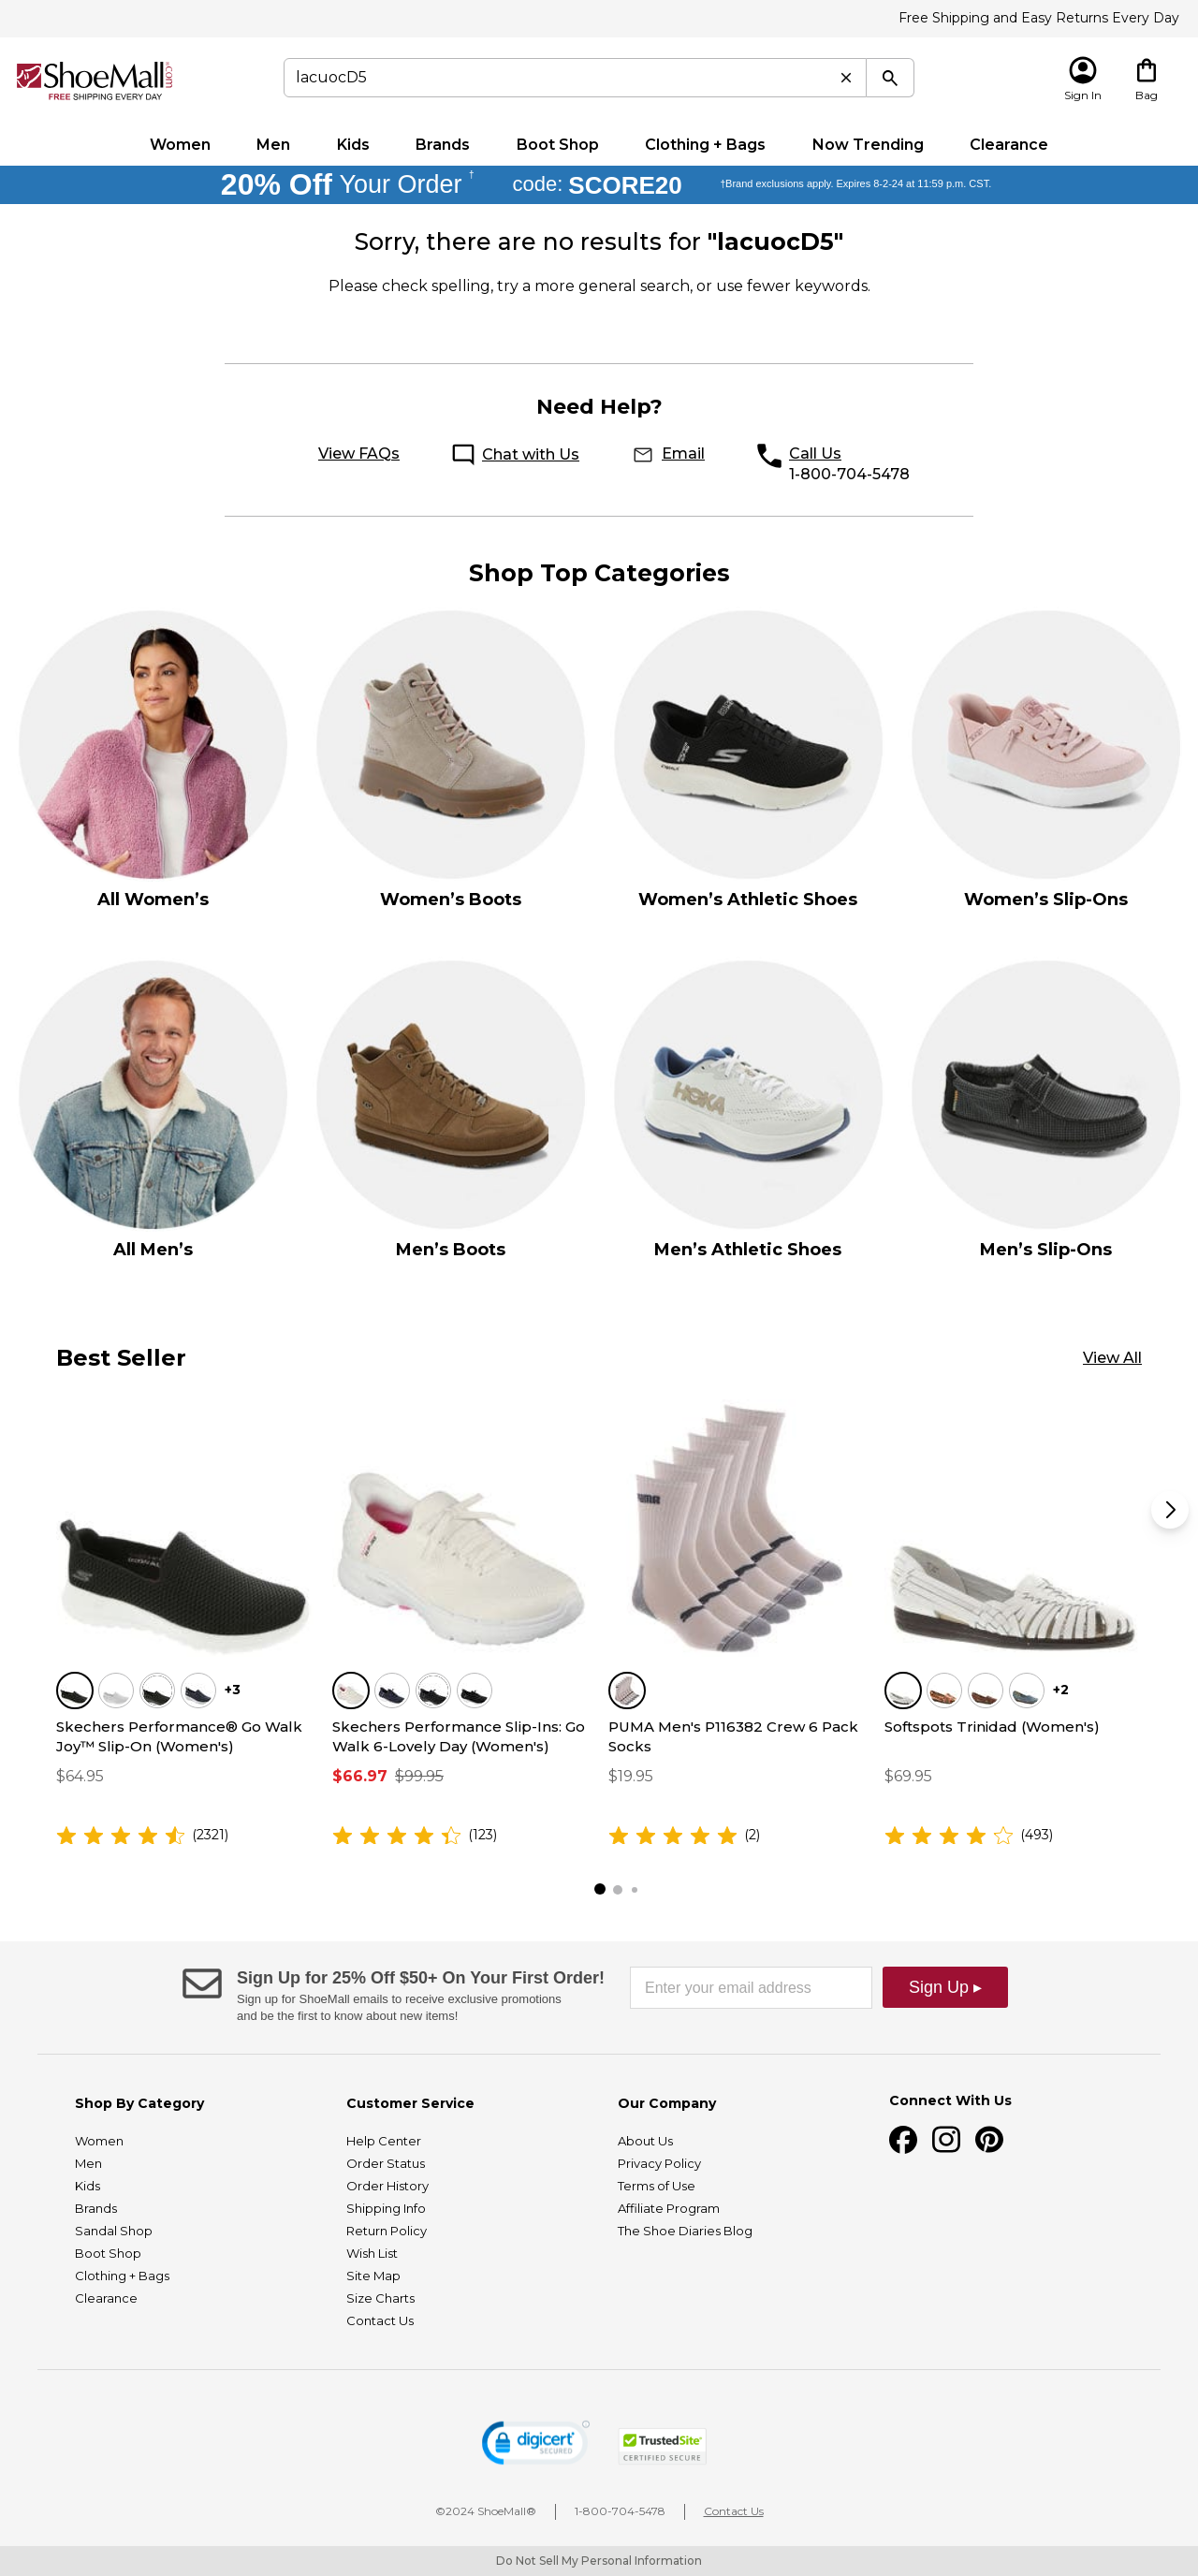 Free Shipping and Easy Returns Every Day
ShoeMall.com
FREE SHIPPING EVERY DAY
lacuocD5
Sign In
Bag
Women
Men
Kids
Brands
Boot Shop
Clothing + Bags
Now Trending
Clearance
20% Off Your Order †
code: SCORE20
†Brand exclusions apply. Expires 8-2-24 at 11:59 p.m. CST.
Sorry, there are no results for "lacuocD5"
Please check spelling, try a more general search, or use fewer keywords.
Need Help?
View FAQs
Chat with Us
Email
Call Us
1-800-704-5478
Shop Top Categories
All Women’s
Women’s Boots
Women’s Athletic Shoes
Women’s Slip-Ons
HOKA
All Men’s
Men’s Boots
Men’s Athletic Shoes
Men’s Slip-Ons
Best Seller
View All
+3
+2
Skechers Performance® Go Walk
Joy™ Slip-On (Women's)
$64.95
(2321)
Skechers Performance Slip-Ins: Go
Walk 6-Lovely Day (Women's)
$66.97 $99.95
(123)
PUMA Men's P116382 Crew 6 Pack
Socks
$19.95
(2)
Softspots Trinidad (Women's)
$69.95
(493)
Sign Up for 25% Off $50+ On Your First Order!
Sign up for ShoeMall emails to receive exclusive promotions
and be the first to know about new items!
Enter your email address
Sign Up ▸
Shop By Category
Women
Men
Kids
Brands
Sandal Shop
Boot Shop
Clothing + Bags
Clearance
Customer Service
Help Center
Order Status
Order History
Shipping Info
Return Policy
Wish List
Site Map
Size Charts
Contact Us
Our Company
About Us
Privacy Policy
Terms of Use
Affiliate Program
The Shoe Diaries Blog
Connect With Us
digicert
SECURED
TrustedSite
CERTIFIED SECURE
©2024 ShoeMall®
1-800-704-5478
Contact Us
Do Not Sell My Personal Information